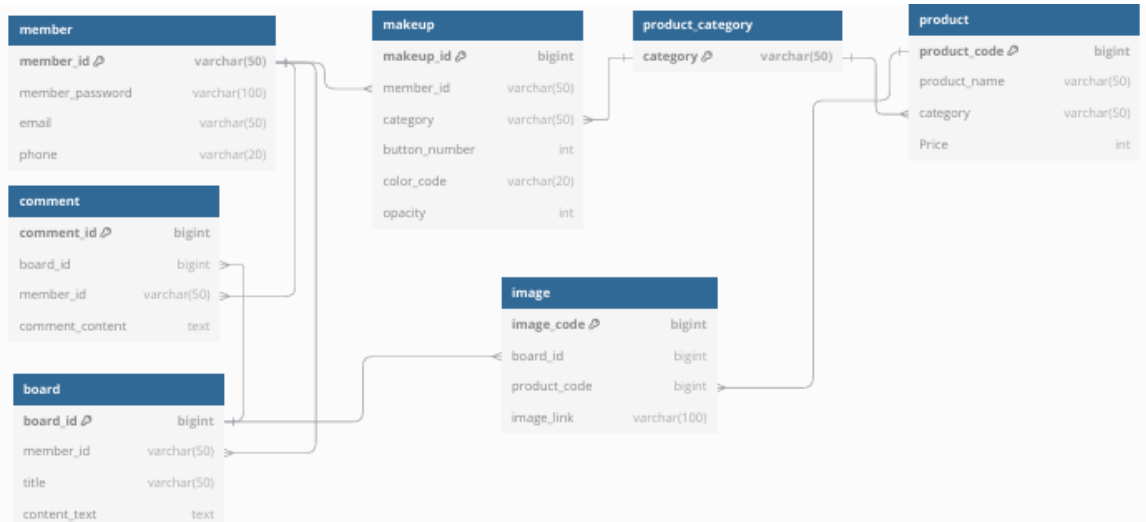 member
member_id varchar(50)
member_password varchar(100)
email varchar(50)
phone varchar(20)
comment
comment_id bigint
board_id bigint
member_id varchar(50)
comment_content text
board
board_id bigint
member_id varchar(50)
title varchar(50)
content_text text
makeup
makeup_id bigint
member_id varchar(50)
category varchar(50)
button_number int
color_code varchar(20)
opacity int
image
image_code bigint
board_id bigint
product_code bigint
image_link varchar(100)
product_category
category varchar(50)
product
product_code bigint
product_name varchar(50)
category varchar(50)
Price int